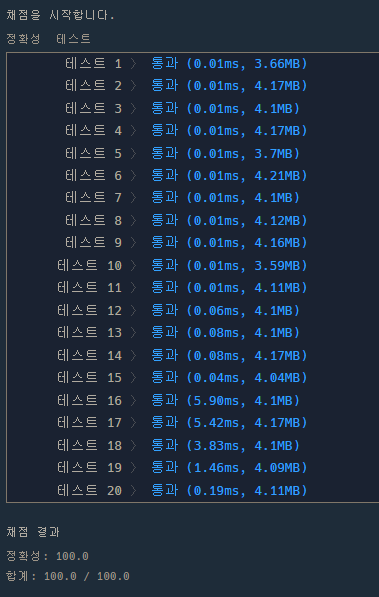 채점을 시작합니다.
정확성 테스트
테스트 1 〉 통과 (0.01ms, 3.66MB)
테스트 2 〉 통과 (0.01ms, 4.17MB)
테스트 3 〉 통과 (0.01ms, 4.1MB)
테스트 4 〉 통과 (0.01ms, 4.17MB)
테스트 5 〉 통과 (0.01ms, 3.7MB)
테스트 6 〉 통과 (0.01ms, 4.21MB)
테스트 7 〉 통과 (0.01ms, 4.1MB)
테스트 8 〉 통과 (0.01ms, 4.12MB)
테스트 9 〉 통과 (0.01ms, 4.16MB)
테스트 10 〉 통과 (0.01ms, 3.59MB)
테스트 11 〉 통과 (0.01ms, 4.11MB)
테스트 12 〉 통과 (0.06ms, 4.1MB)
테스트 13 〉 통과 (0.08ms, 4.1MB)
테스트 14 〉 통과 (0.08ms, 4.17MB)
테스트 15 〉 통과 (0.04ms, 4.04MB)
테스트 16 〉 통과 (5.90ms, 4.1MB)
테스트 17 〉 통과 (5.42ms, 4.17MB)
테스트 18 〉 통과 (3.83ms, 4.1MB)
테스트 19 〉 통과 (1.46ms, 4.09MB)
테스트 20 〉 통과 (0.19ms, 4.11MB)
채점 결과
정확성: 100.0
합계: 100.0 / 100.0